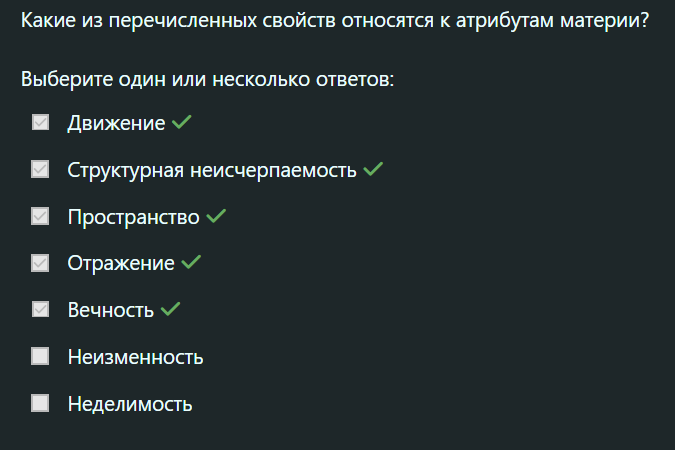 Какие из перечисленных свойств относятся к атрибутам материи?
Выберите один или несколько ответов:
Движение
Структурная неисчерпаемость
Пространство
Отражение
Вечность
Неизменность
Неделимость